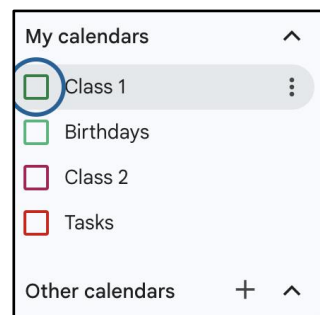 My calendars
Class 1
Birthdays
Class 2
Tasks
Other calendars